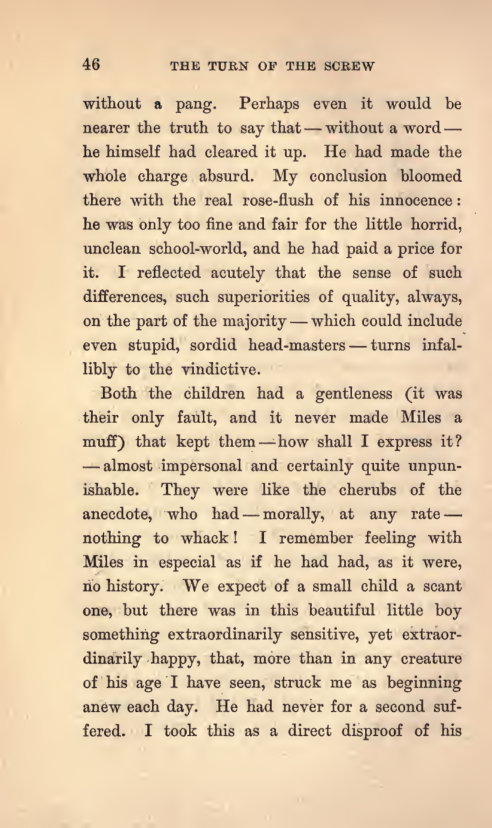 46 THE TURN OF THE SCREW
without a pang. Perhaps even it would be
nearer the truth to say that — without a word —
he himself had cleared it up. He had made the
whole charge absurd. My conclusion bloomed
there with the real rose-flush of his innocence:
he was only too fine and fair for the little horrid,
unclean school-world, and he had paid a price for
it. I reflected acutely that the sense of such
differences, such superiorities of quality, always,
on the part of the majority — which could include
even stupid, sordid head-masters — turns infal-
libly to the vindictive.
Both the children had a gentleness (it was
their only fault, and it never made Miles a
muff) that kept them — how shall I express it?
— almost impersonal and certainly quite unpun-
ishable. They were like the cherubs of the
anecdote, who had — morally, at any rate —
nothing to whack! I remember feeling with
Miles in especial as if he had had, as it were,
no history. We expect of a small child a scant
one, but there was in this beautiful little boy
something extraordinarily sensitive, yet extraor-
dinarily happy, that, more than in any creature
of his age I have seen, struck me as beginning
anew each day. He had never for a second suf-
fered. I took this as a direct disproof of his